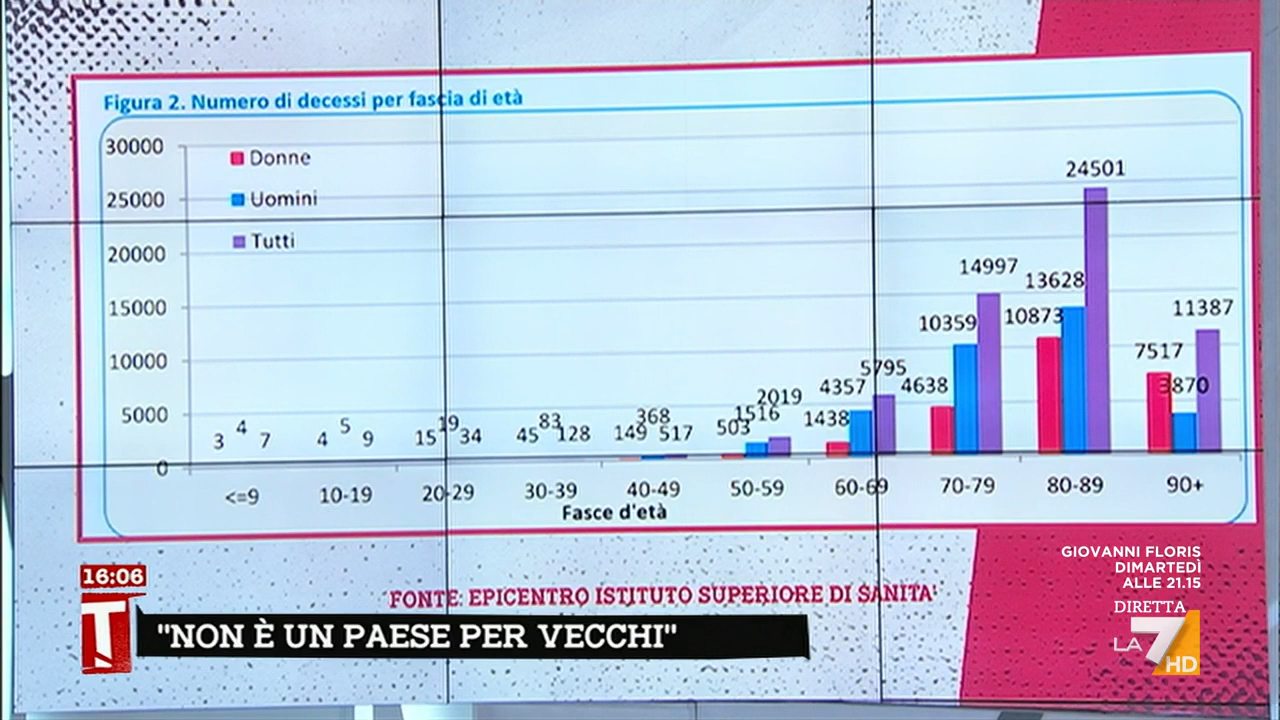 Figura 2. Numero di decessi per fascia di età
30000
25000
20000
15000
10000
5000
0
Donne
Uomini
Tutti
3 4 7
4 5 9
15 19 34
45 83 128
149 368 517
503 1516 2019
1438 4357 5795
4638 10359 14997
10873 13628 24501
7517 3870 11387
<=9 10-19 20-29 30-39 40-49 50-59 60-69 70-79 80-89 90+
Fasce d'età
FONTE: EPICENTRO ISTITUTO SUPERIORE DI SANITA'
16:06
T
"NON È UN PAESE PER VECCHI"
GIOVANNI FLORIS
DIMARTEDÌ
ALLE 21.15
DIRETTA
LA 7 HD